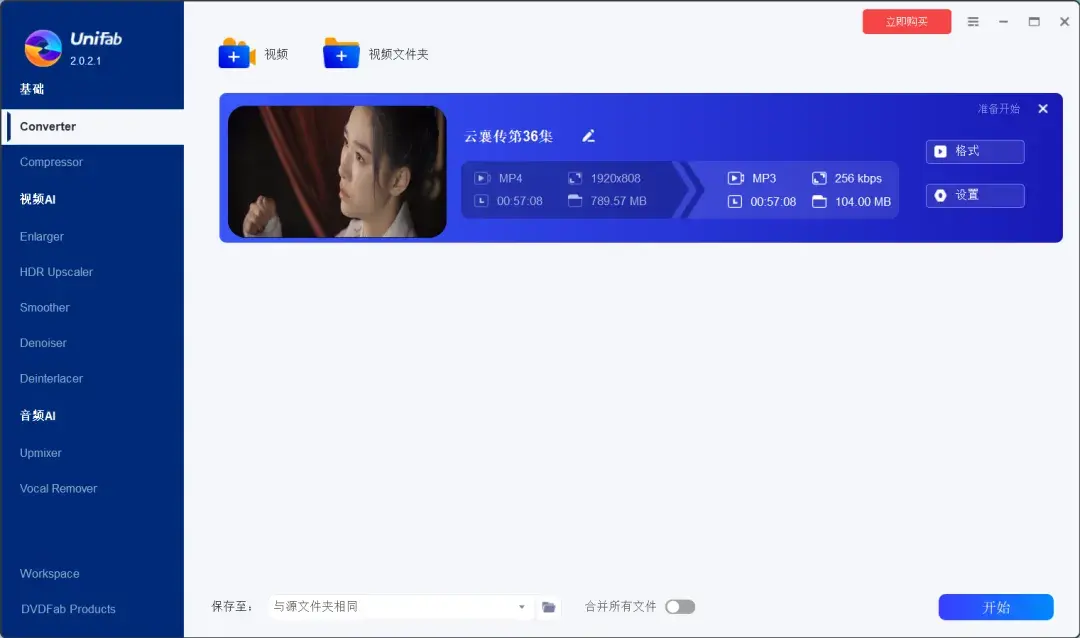 UniFab
2.0.2.1
基础
Converter
Compressor
视频AI
Enlarger
HDR Upscaler
Smoother
Denoiser
Deinterlacer
音频AI
Upmixer
Vocal Remover
Workspace
DVDFab Products
立即购买
视频
视频文件夹
准备开始
云襄传第36集
MP4 1920x808 MP3 256 kbps
00:57:08 789.57 MB 00:57:08 104.00 MB
格式
设置
保存至: 与源文件夹相同 合并所有文件 开始